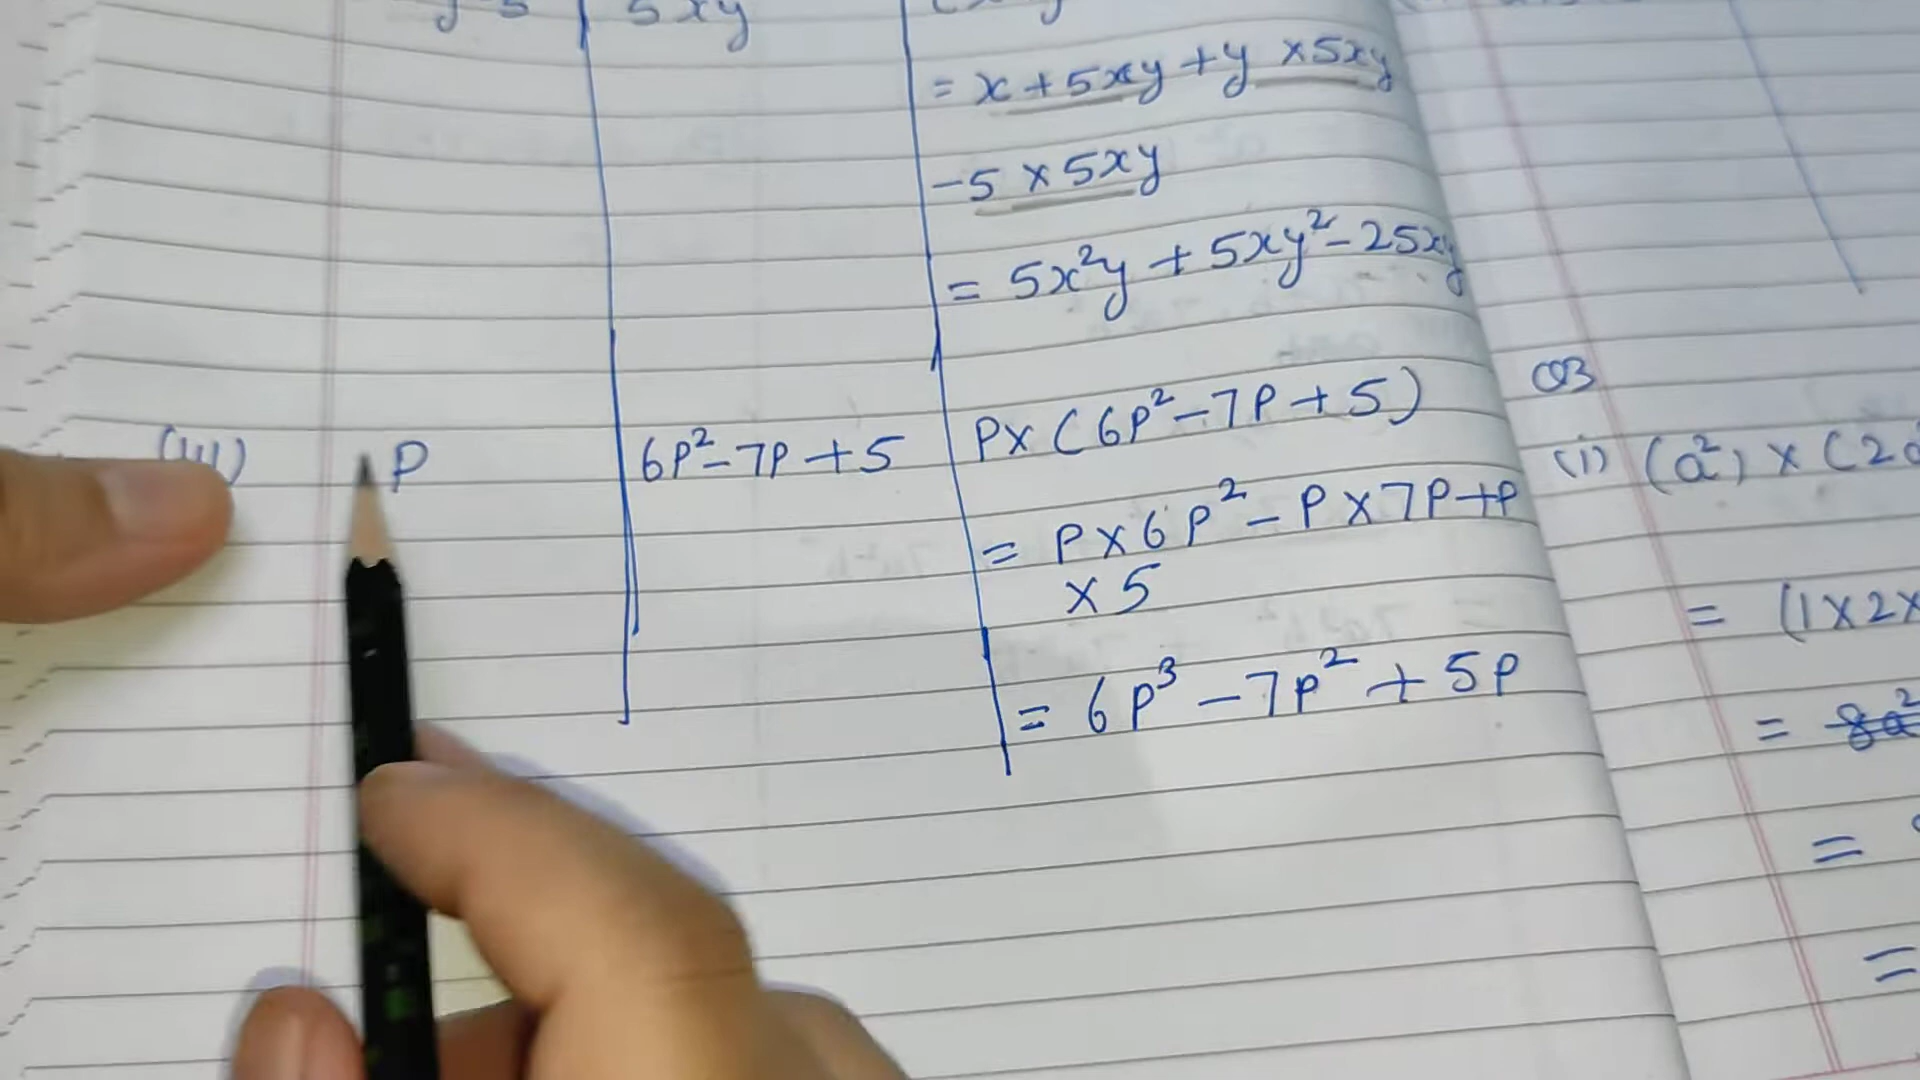 5xy
= x + 5xy + y × 5xy
- 5 × 5xy
= 5x²y + 5xy² - 25xy
(iii) P 6P² - 7P + 5 P × (6P² - 7P + 5)
= P × 6P² - P × 7P + P
× 5
= 6P³ - 7P² + 5P
Q3
(i) (a²) × (2a
= (1×2×
=
=
=